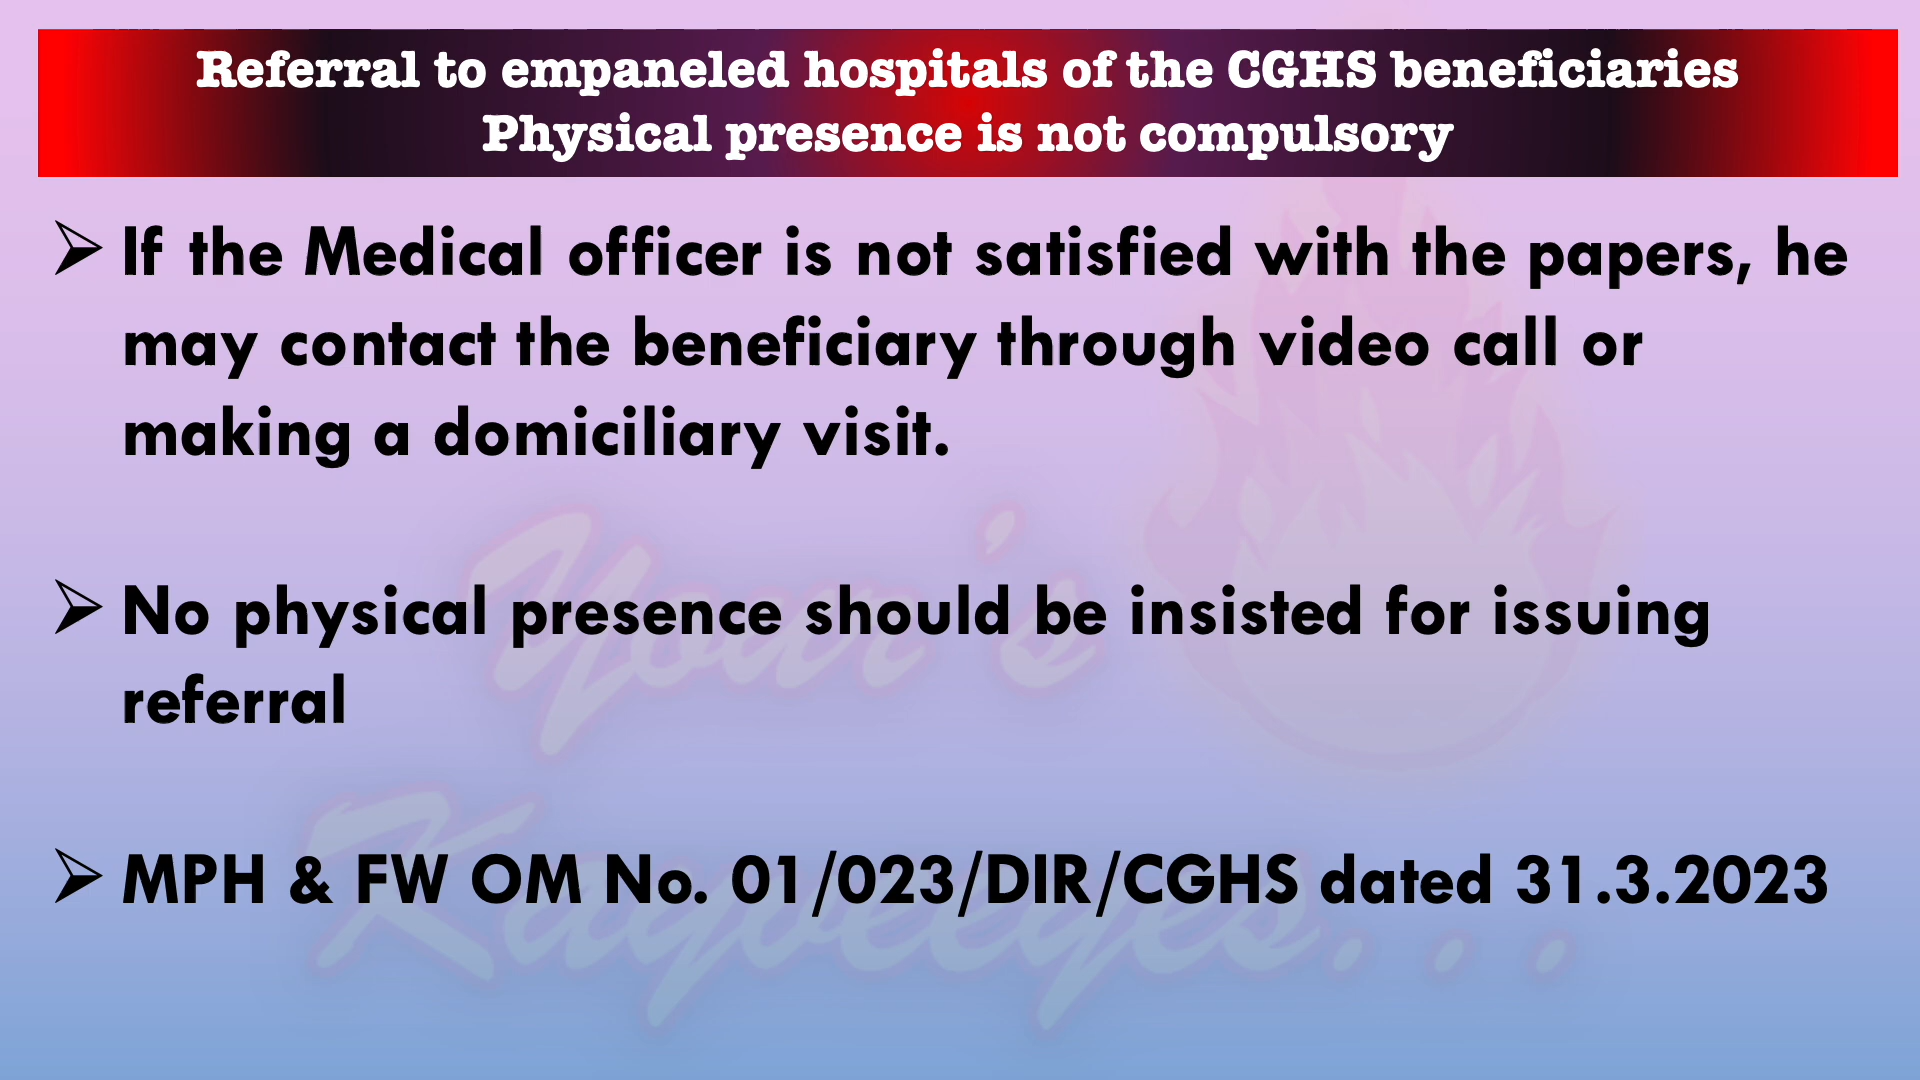 Referral to empaneled hospitals of the CGHS beneficiaries
Physical presence is not compulsory
If the Medical officer is not satisfied with the papers, he
may contact the beneficiary through video call or
making a domiciliary visit.
No physical presence should be insisted for issuing
referral
MPH & FW OM No. 01/023/DIR/CGHS dated 31.3.2023
Your's
Kaypeeyes. . .